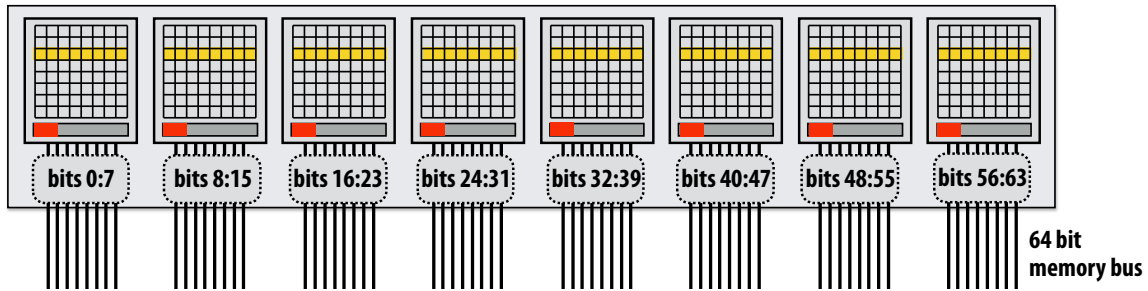 bits 0:7
bits 8:15
bits 16:23
bits 24:31
bits 32:39
bits 40:47
bits 48:55
bits 56:63
64 bit
memory bus